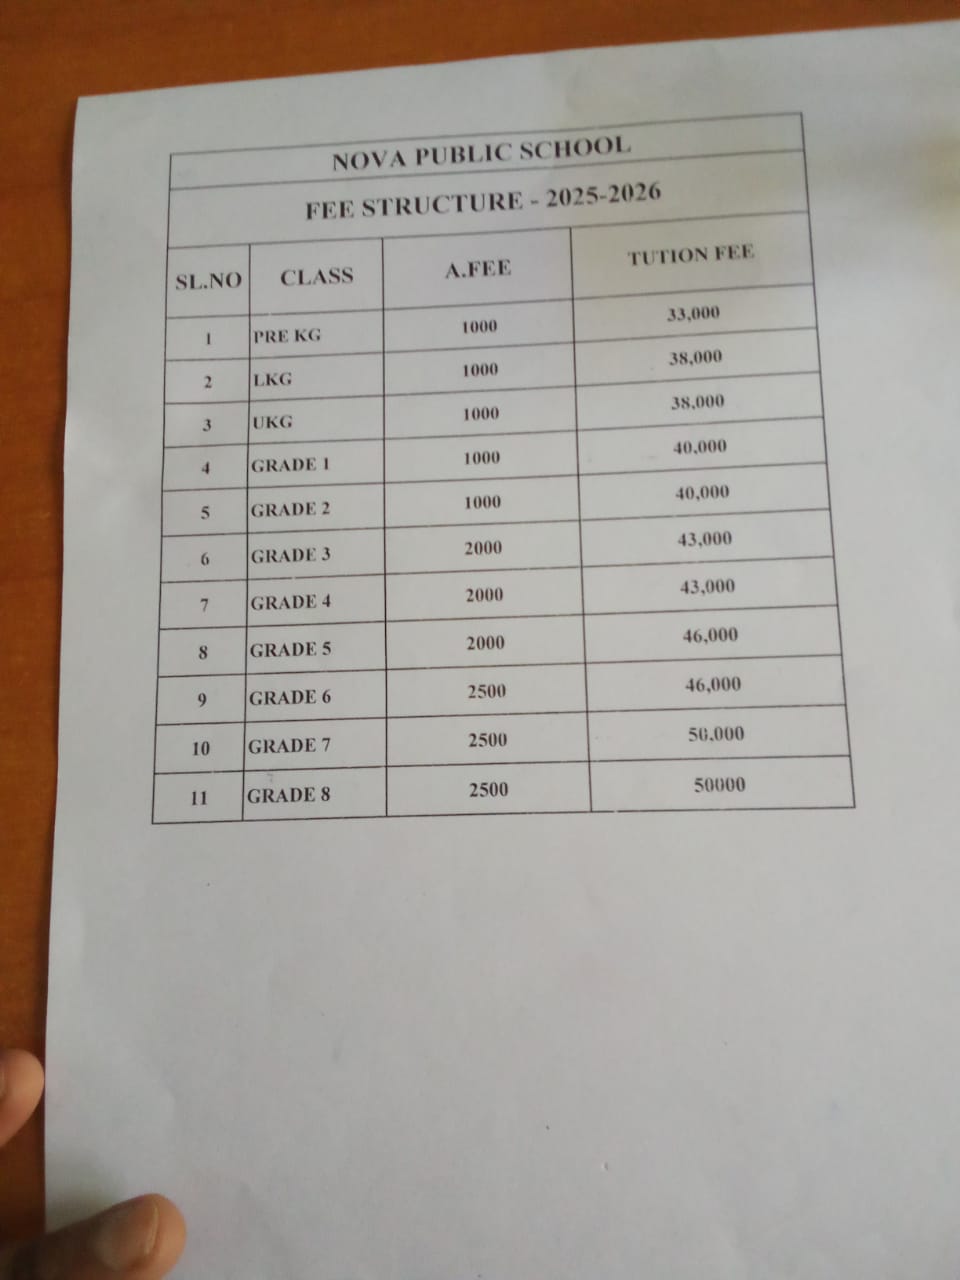 NOVA PUBLIC SCHOOL
FEE STRUCTURE - 2025-2026
SL.NO CLASS A.FEE TUTION FEE
1 PRE KG 1000 33,000
2 LKG 1000 38,000
3 UKG 1000 38,000
4 GRADE 1 1000 40,000
5 GRADE 2 1000 40,000
6 GRADE 3 2000 43,000
7 GRADE 4 2000 43,000
8 GRADE 5 2000 46,000
9 GRADE 6 2500 46,000
10 GRADE 7 2500 50,000
11 GRADE 8 2500 50000